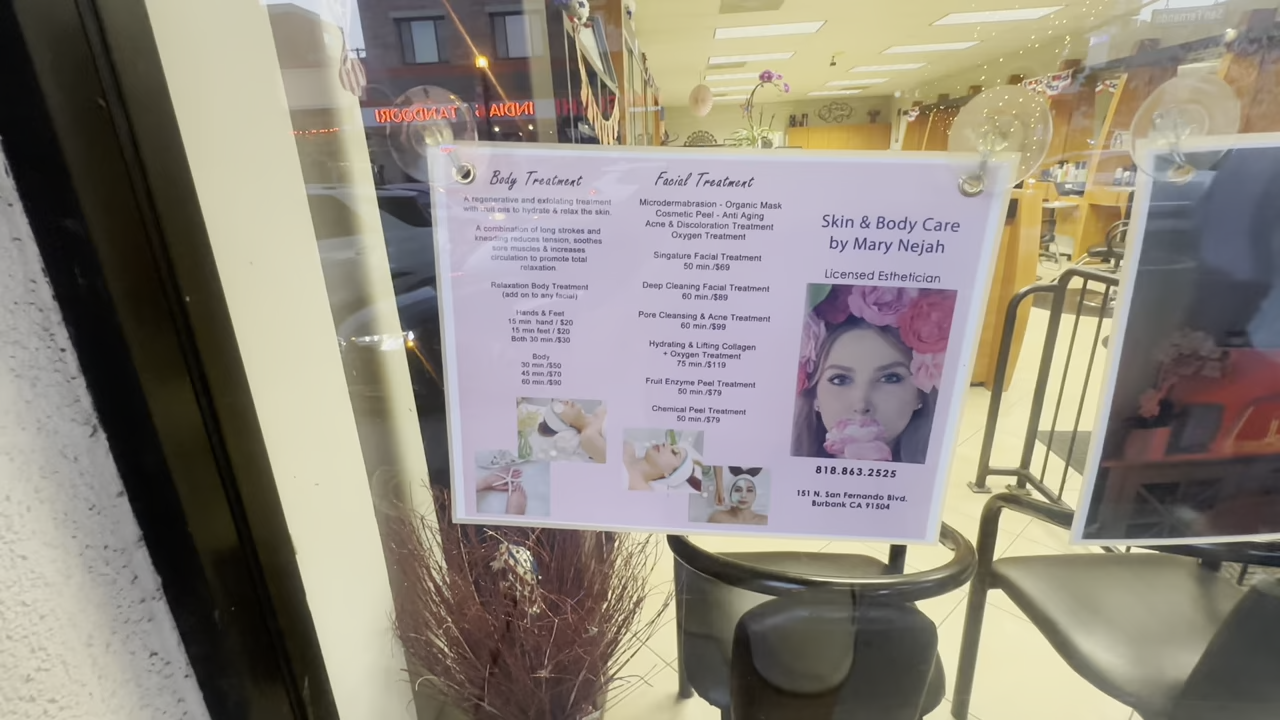 INDIA
TANDOORI
Body Treatment
A regenerative and exfoliating treatment
with
oils to hydrate & relax the skin.
A combination of long strokes and
kneading reduces tension, soothes
sore muscles & increases
circulation to promote total
relaxation.
Relaxation Body Treatment
(add on to any facial)
Hands & Feet
15 min hand / $20
15 min feet / $20
Both 30 min./$30
Body
30 min./$50
45 min./$70
60 min./$90
Facial Treatment
Microdermabrasion - Organic Mask
Cosmetic Peel - Anti Aging
Acne & Discoloration Treatment
Oxygen Treatment
Singature Facial Treatment
50 min./$69
Deep Cleaning Facial Treatment
60 min./$89
Pore Cleansing & Acne Treatment
60 min./$99
Hydrating & Lifting Collagen
+ Oxygen Treatment
75 min./$119
Fruit Enzyme Peel Treatment
50 min./$79
Chemical Peel Treatment
50 min./$79
Skin & Body Care
by Mary Nejah
Licensed Esthetician
818.863.2525
151 N. San Fernando Blvd.
Burbank CA 91504
San Fernando